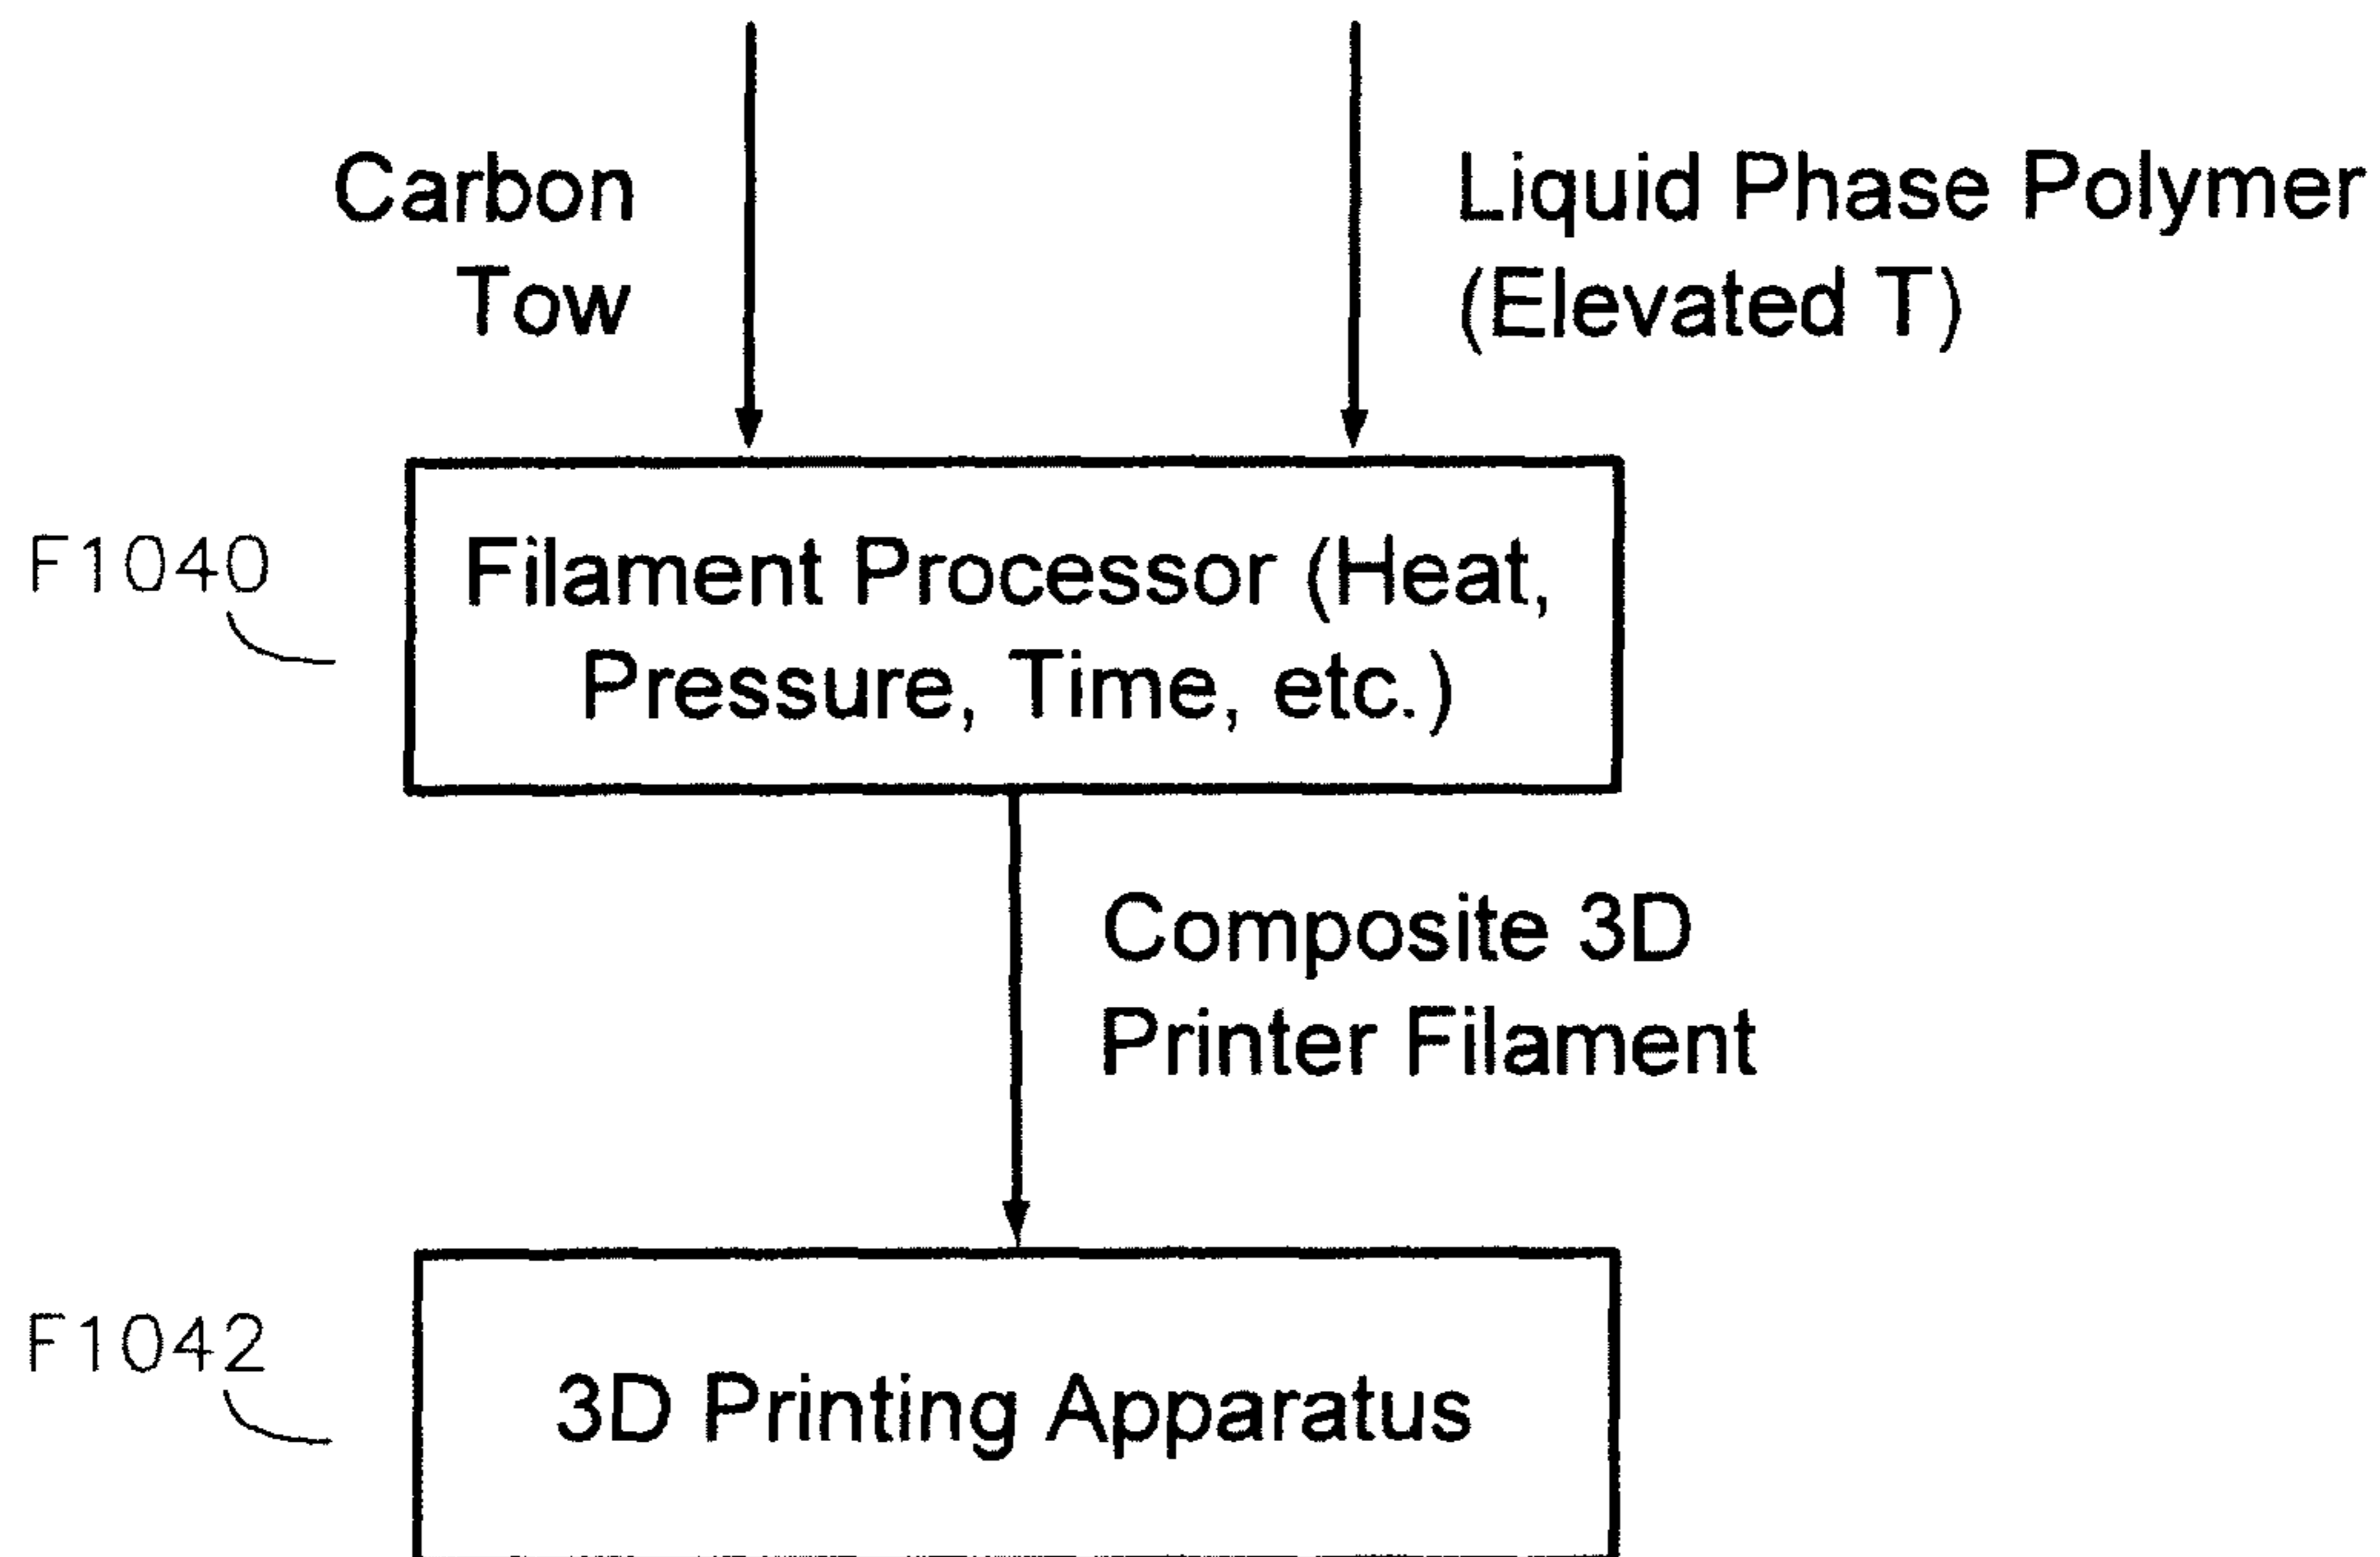 Carbon
Tow
Liquid Phase Polymer
(Elevated T)
F1040
Filament Processor (Heat,
Pressure, Time, etc.)
Composite 3D
Printer Filament
F1042
3D Printing Apparatus